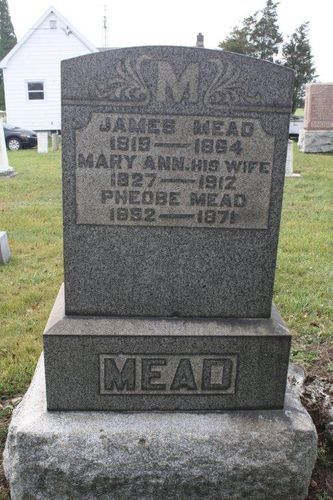 M
JAMES MEAD
1819—1864
MARY ANN. HIS WIFE
1827—1912
PHEOBE MEAD
1852—1871
MEAD